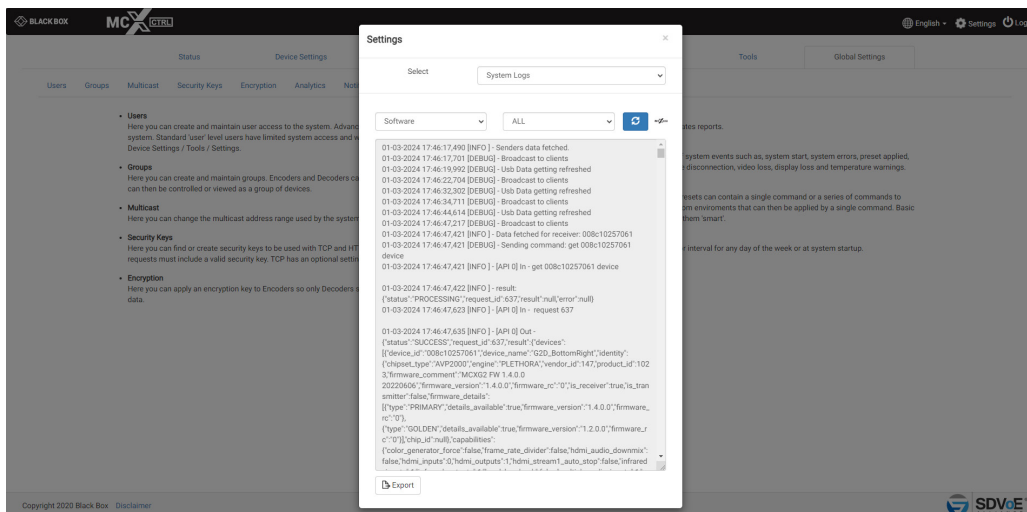 BLACK BOX
MCX CTRL
English
Settings
Log
Status
Device Settings
Tools
Global Settings
Users
Groups
Multicast
Security Keys
Encryption
Analytics
• Users
Here you can create and maintain user access to the system.
system. Standard 'user' level users have limited system access and
Device Settings / Tools / Settings.
• Groups
Here you can create and maintain groups. Encoders and Decoders
can then be controlled or viewed as a group of devices.
• Multicast
Here you can change the multicast address range used by the system
• Security Keys
Here you can find or create security keys to be used with TCP and
requests must include a valid security key. TCP has an optional
• Encryption
Here you can apply an encryption key to Encoders so only Decoders
data.
reports.
system events such as, system start, system errors, preset applied,
disconnection, video loss, display loss and temperature warnings.
can contain a single command or a series of commands to
that can then be applied by a single command. Basic
them 'smart'.
interval for any day of the week or at system startup.
Settings
×
Select
System Logs
Software
ALL
01-03-2024 17:46:17,490 [INFO ] - Senders data fetched.
01-03-2024 17:46:17,701 [DEBUG] - Broadcast to clients
01-03-2024 17:46:19,992 [DEBUG] - Usb Data getting refreshed
01-03-2024 17:46:22,704 [DEBUG] - Broadcast to clients
01-03-2024 17:46:32,302 [DEBUG] - Usb Data getting refreshed
01-03-2024 17:46:34,711 [DEBUG] - Broadcast to clients
01-03-2024 17:46:44,614 [DEBUG] - Usb Data getting refreshed
01-03-2024 17:46:47,217 [DEBUG] - Broadcast to clients
01-03-2024 17:46:47,421 [INFO ] - Data fetched for receiver: 008c10257061
01-03-2024 17:46:47,421 [DEBUG] - Sending command: get 008c10257061
device
01-03-2024 17:46:47,421 [INFO ] - [API 0] In - get 008c10257061 device
01-03-2024 17:46:47,422 [INFO ] - result:
{"status":"PROCESSING","request_id":637,"result":null,"error":null}
01-03-2024 17:46:47,623 [INFO ] - [API 0] In - request 637
01-03-2024 17:46:47,635 [INFO ] - [API 0] Out -
{"status":"SUCCESS","request_id":637,"result":{"devices":
[{"device_id":"008c10257061","device_name":"G2D_BottomRight","identity":
{"chipset_type":"AVP2000","engine":"PLETHORA","vendor_id":147,"product_id":102
3,"firmware_comment":"MCXG2 FW 1.4.0.0
20220606","firmware_version":"1.4.0.0","firmware_rc":"0","is_receiver":true,"is_tran
smitter":false,"firmware_details":
[{"type":"PRIMARY","details_available":true,"firmware_version":"1.4.0.0","firmware_
rc":"0"},
{"type":"GOLDEN","details_available":true,"firmware_version":"1.2.0.0","firmware_r
c":"0"}],"chip_id":null},"capabilities":
{"color_generator_force":false,"frame_rate_divider":false,"hdmi_audio_downmix":
false,"hdmi_inputs":0,"hdmi_outputs":1,"hdmi_stream1_auto_stop":false,"infrared
Export
Copyright 2020 Black Box
Disclaimer
SDVoE